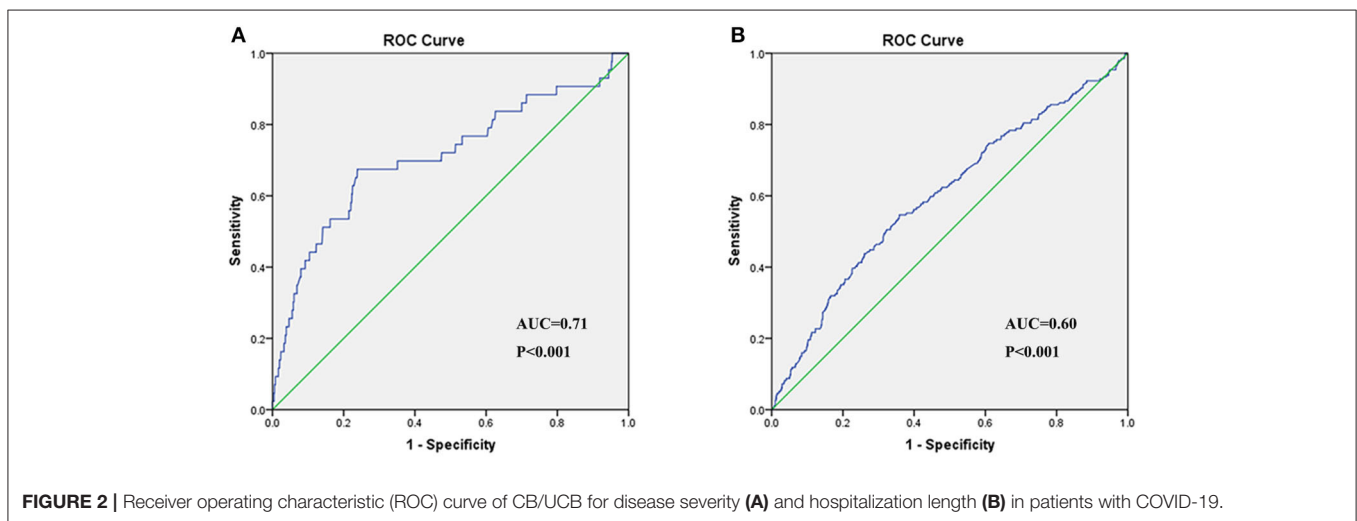 A
ROC Curve
1.0
0.8
0.6
0.4
0.2
0.0
Sensitivity
AUC=0.71
P<0.001
0.0 0.2 0.4 0.6 0.8 1.0
1 - Specificity
B
ROC Curve
1.0
0.8
0.6
0.4
0.2
0.0
Sensitivity
AUC=0.60
P<0.001
0.0 0.2 0.4 0.6 0.8 1.0
1 - Specificity
FIGURE 2 | Receiver operating characteristic (ROC) curve of CB/UCB for disease severity (A) and hospitalization length (B) in patients with COVID-19.